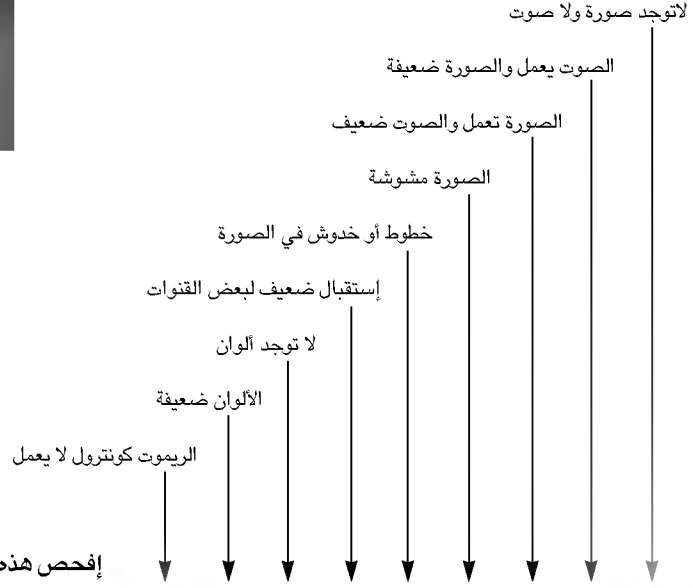 لاتوجد صورة ولا صوت
الصوت يعمل والصورة ضعيفة
الصورة تعمل والصوت ضعيف
الصورة مشوشة
خطوط أو خدوش في الصورة
إستقبال ضعيف لبعض القنوات
لا توجد ألوان
الألوان ضعيفة
الريموت كونترول لا يعمل
إفحص هذه